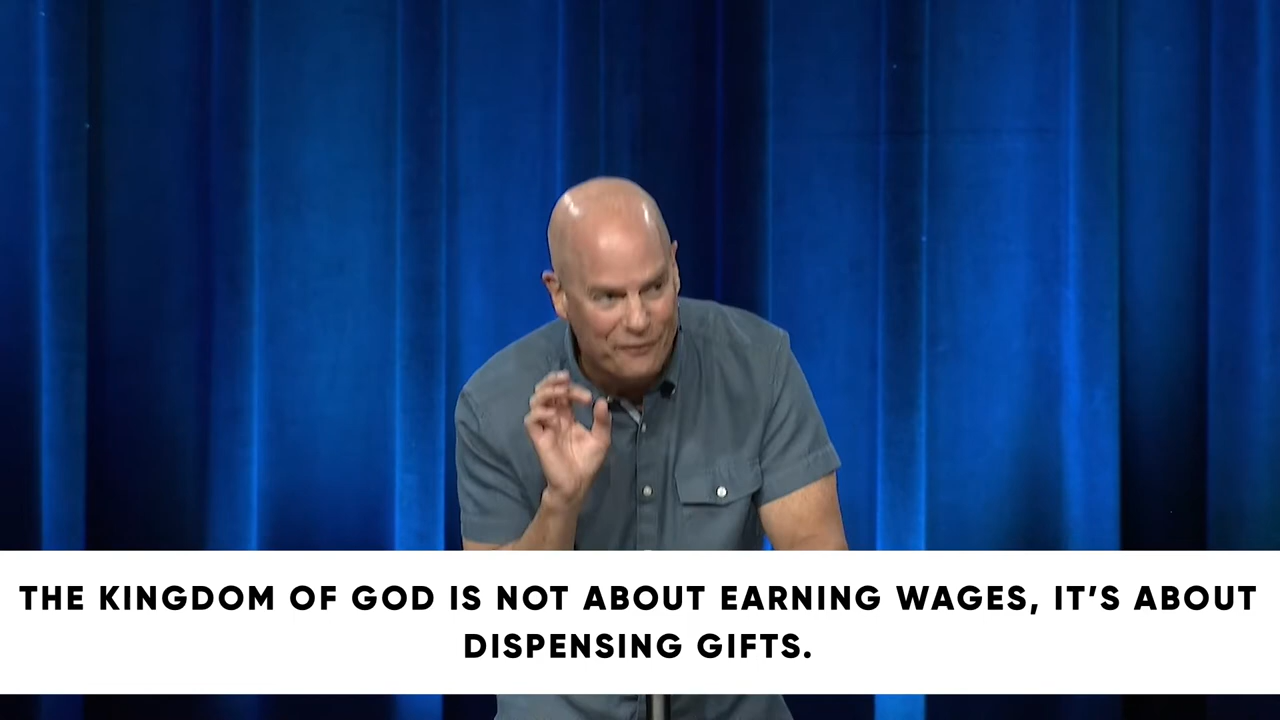 THE KINGDOM OF GOD IS NOT ABOUT EARNING WAGES, IT’S ABOUT
DISPENSING GIFTS.